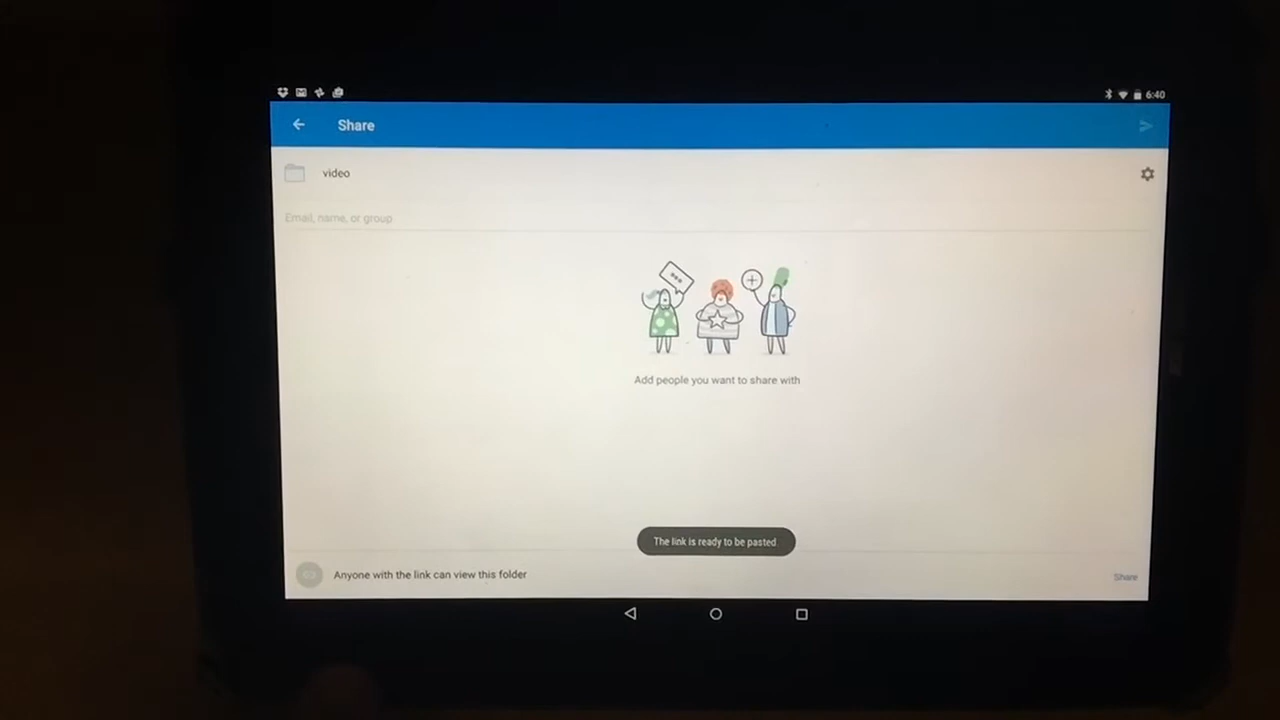 6:40
Share
video
Email, name, or group
Add people you want to share with
The link is ready to be pasted
Anyone with the link can view this folder
Share